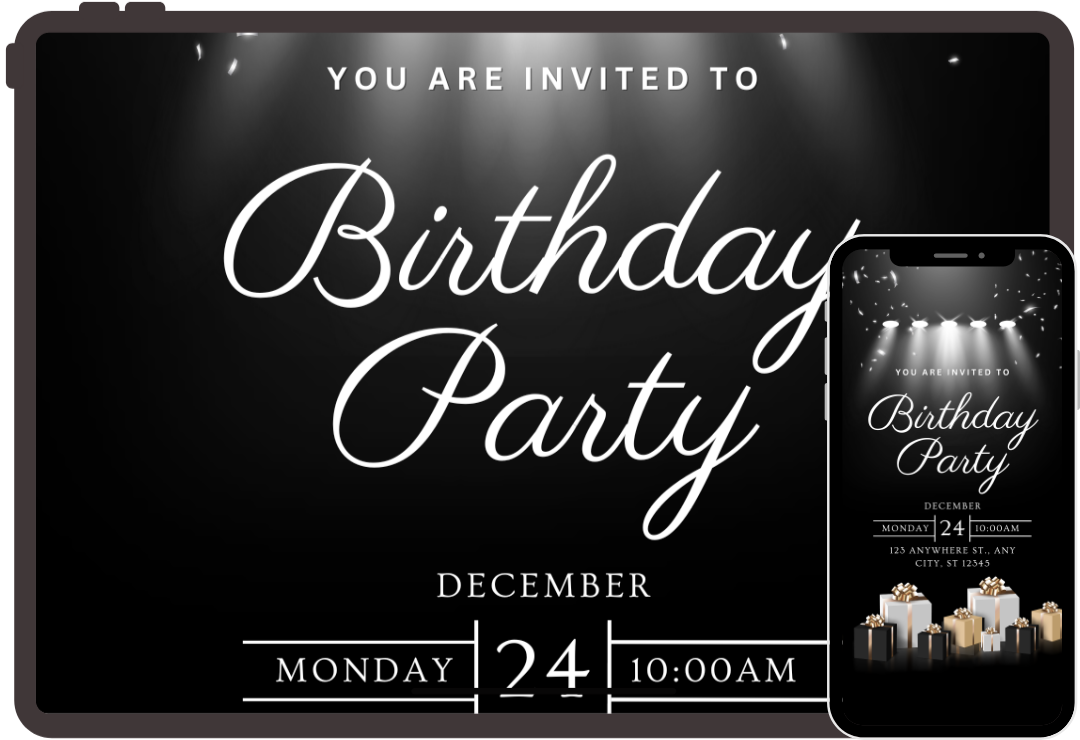 YOU ARE INVITED TO
Birthday
Party
DECEMBER
MONDAY 24 10:00AM
YOU ARE INVITED TO
Birthday
Party
DECEMBER
MONDAY 24 10:00AM
123 ANYWHERE ST., ANY
CITY, ST 12345